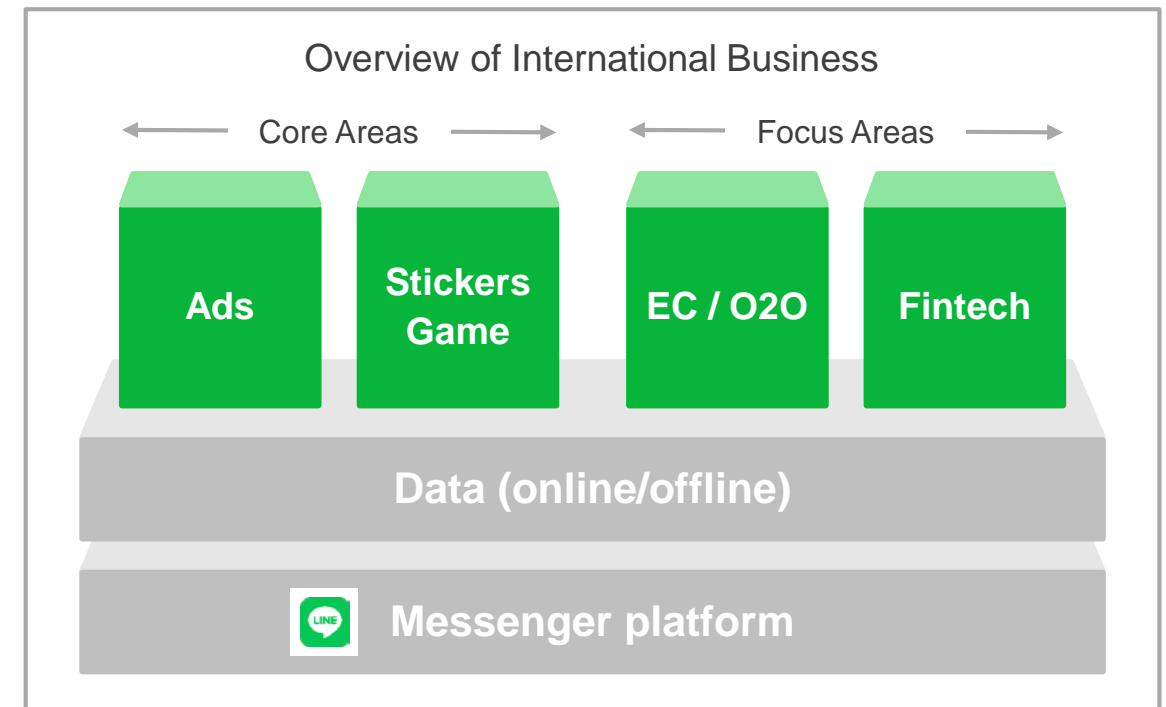 Overview of International Business
Core Areas
Focus Areas
Ads
Stickers
Game
EC / O2O
Fintech
Data (online/offline)
LINE
Messenger platform